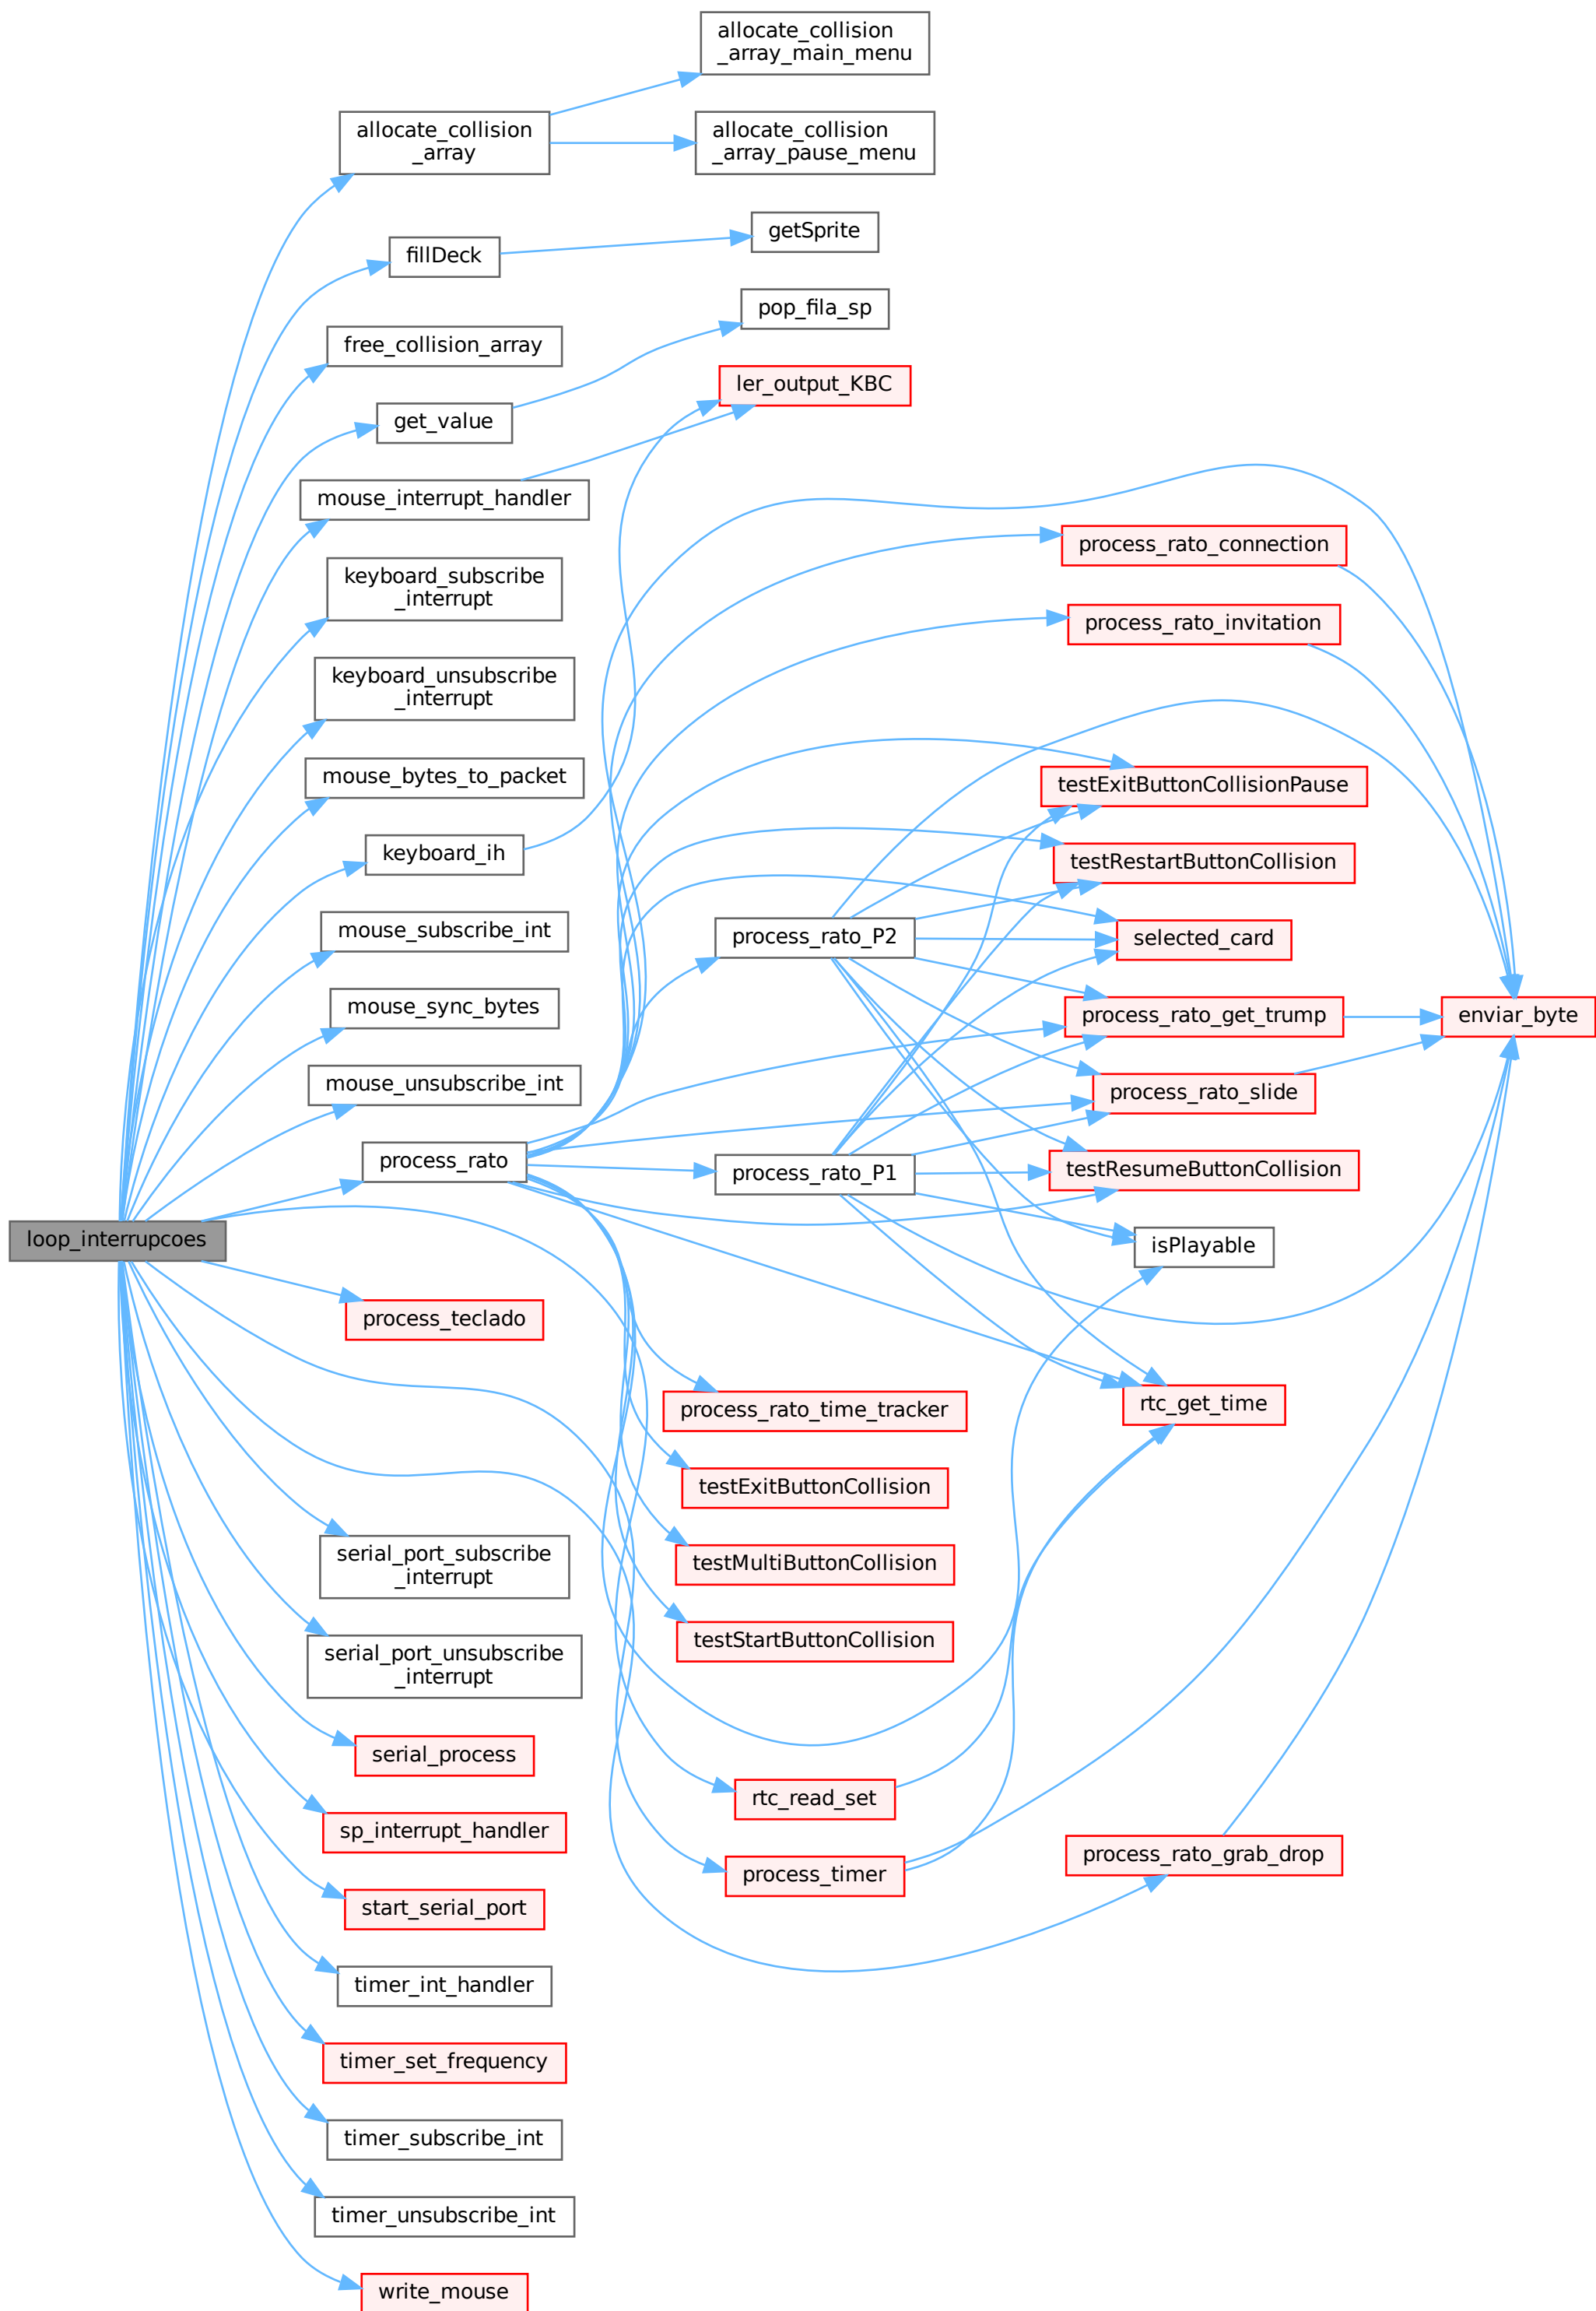 allocate_collision
_array_main_menu
allocate_collision
_array
allocate_collision
_array_pause_menu
getSprite
fillDeck
pop_fila_sp
free_collision_array
ler_output_KBC
get_value
mouse_interrupt_handler
process_rato_connection
keyboard_subscribe
_interrupt
process_rato_invitation
keyboard_unsubscribe
_interrupt
mouse_bytes_to_packet
testExitButtonCollisionPause
keyboard_ih
testRestartButtonCollision
mouse_subscribe_int
process_rato_P2
selected_card
mouse_sync_bytes
process_rato_get_trump
enviar_byte
mouse_unsubscribe_int
process_rato_slide
process_rato
process_rato_P1
testResumeButtonCollision
loop_interrupcoes
isPlayable
process_teclado
process_rato_time_tracker
rtc_get_time
testExitButtonCollision
serial_port_subscribe
_interrupt
testMultiButtonCollision
testStartButtonCollision
serial_port_unsubscribe
_interrupt
serial_process
rtc_read_set
sp_interrupt_handler
process_timer
process_rato_grab_drop
start_serial_port
timer_int_handler
timer_set_frequency
timer_subscribe_int
timer_unsubscribe_int
write_mouse